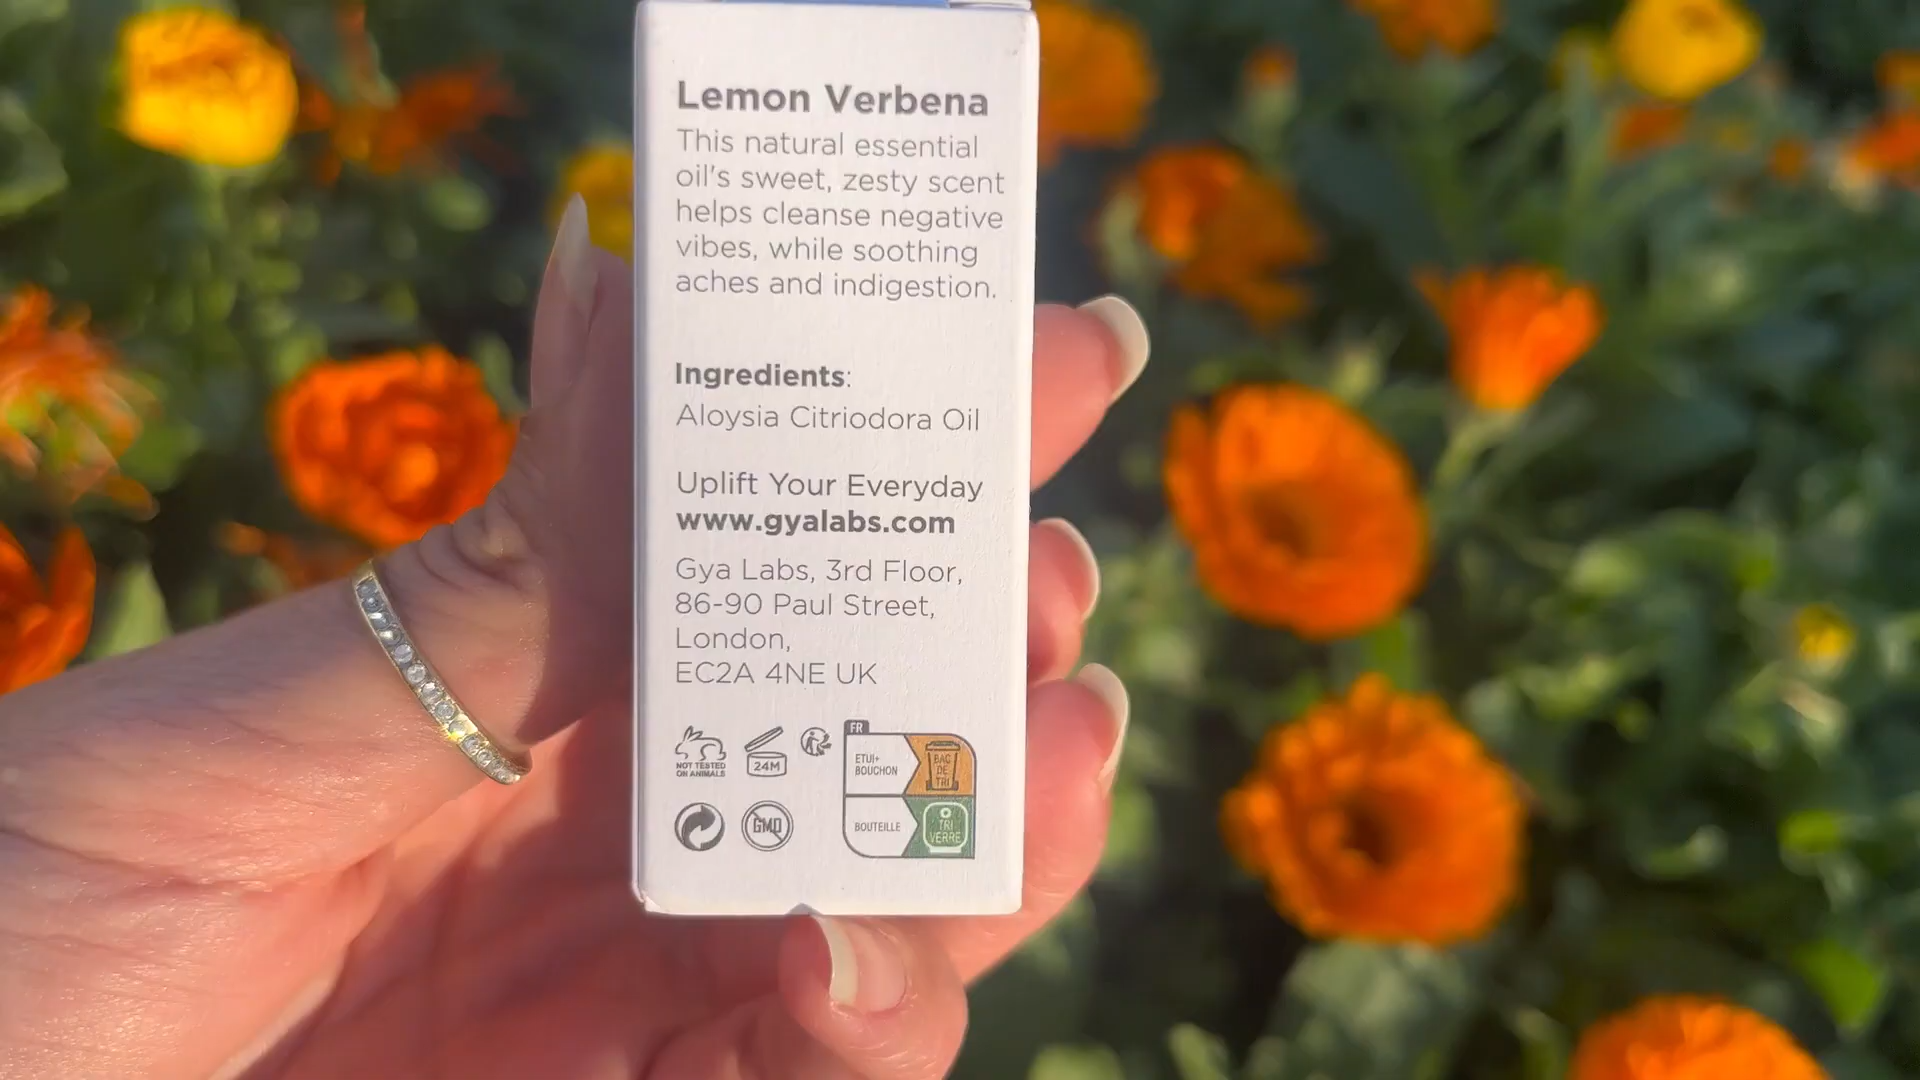 Lemon Verbena
This natural essential
oil's sweet, zesty scent
helps cleanse negative
vibes, while soothing
aches and indigestion.
Ingredients:
Aloysia Citriodora Oil
Uplift Your Everyday
www.gyalabs.com
Gya Labs, 3rd Floor,
86-90 Paul Street,
London,
EC2A 4NE UK
NOT TESTED
ON ANIMALS
24M
FR
ETUI+
BOUCHON
BAC
DE
TRI
GMO
BOUTEILLE
TRI
VERRE